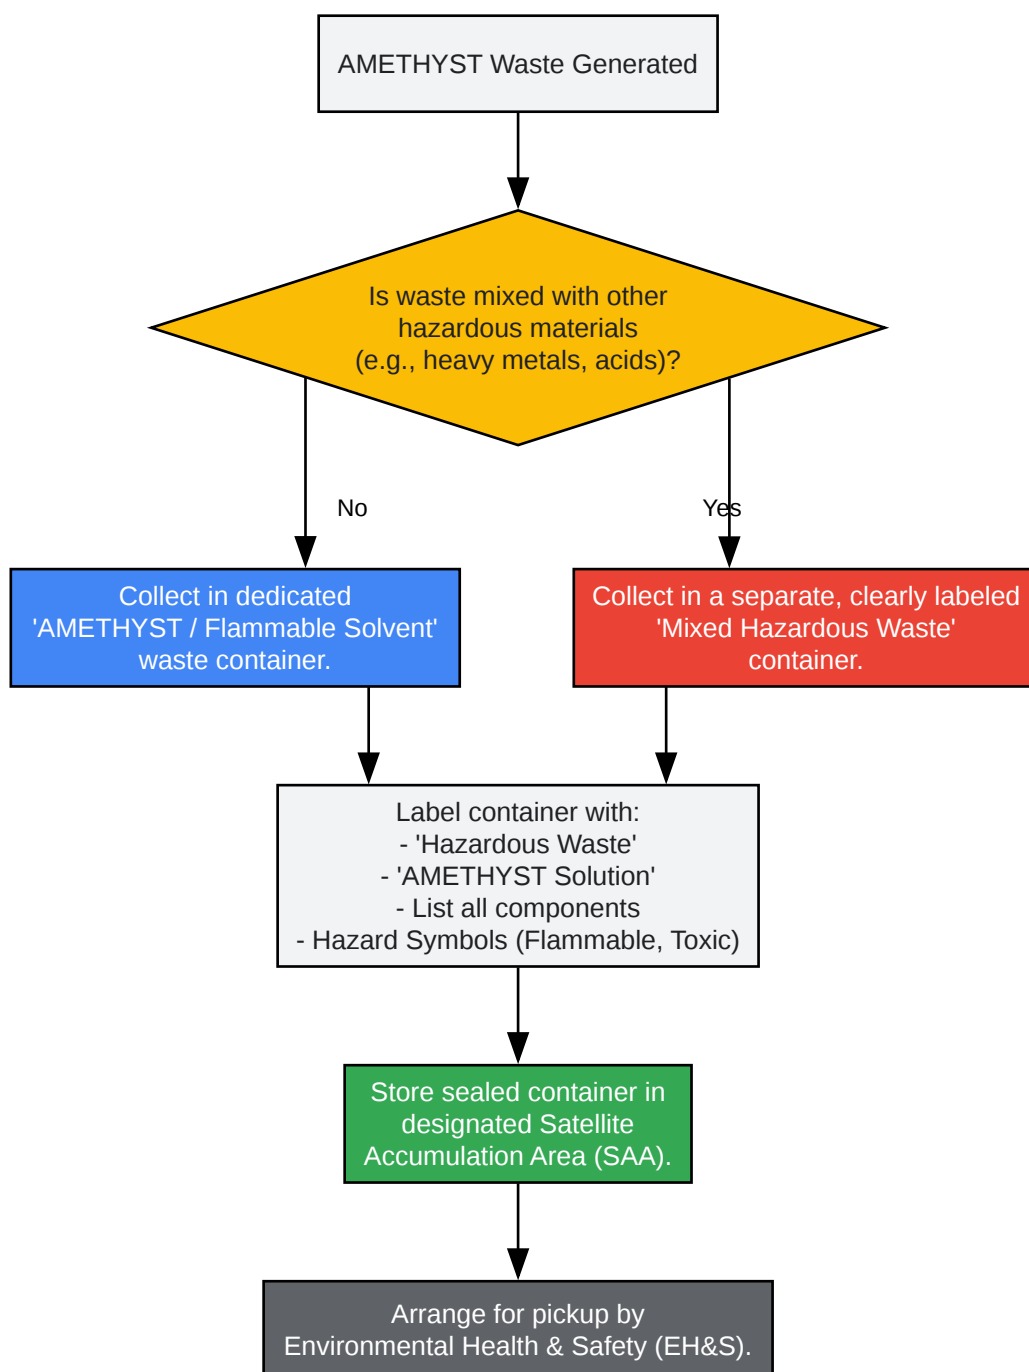 AMETHYST Waste Generated
Is waste mixed with other
hazardous materials
(e.g., heavy metals, acids)?
No
Yes
Collect in dedicated
'AMETHYST / Flammable Solvent'
waste container.
Collect in a separate, clearly labeled
'Mixed Hazardous Waste'
container.
Label container with:
- 'Hazardous Waste'
- 'AMETHYST Solution'
- List all components
- Hazard Symbols (Flammable, Toxic)
Store sealed container in
designated Satellite
Accumulation Area (SAA).
Arrange for pickup by
Environmental Health & Safety (EH&S).